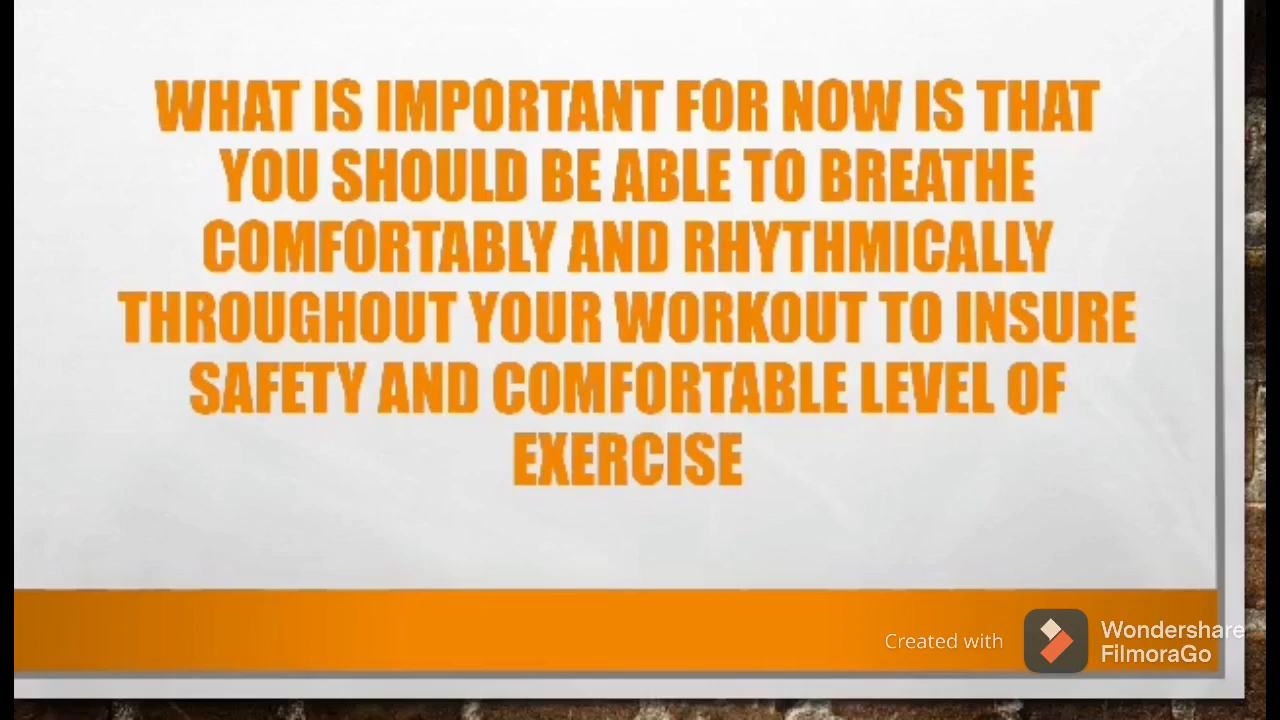 WHAT IS IMPORTANT FOR NOW IS THAT
YOU SHOULD BE ABLE TO BREATHE
COMFORTABLY AND RHYTHMICALLY
THROUGHOUT YOUR WORKOUT TO INSURE
SAFETY AND COMFORTABLE LEVEL OF
EXERCISE
Created with
Wondershare
FilmoraGo